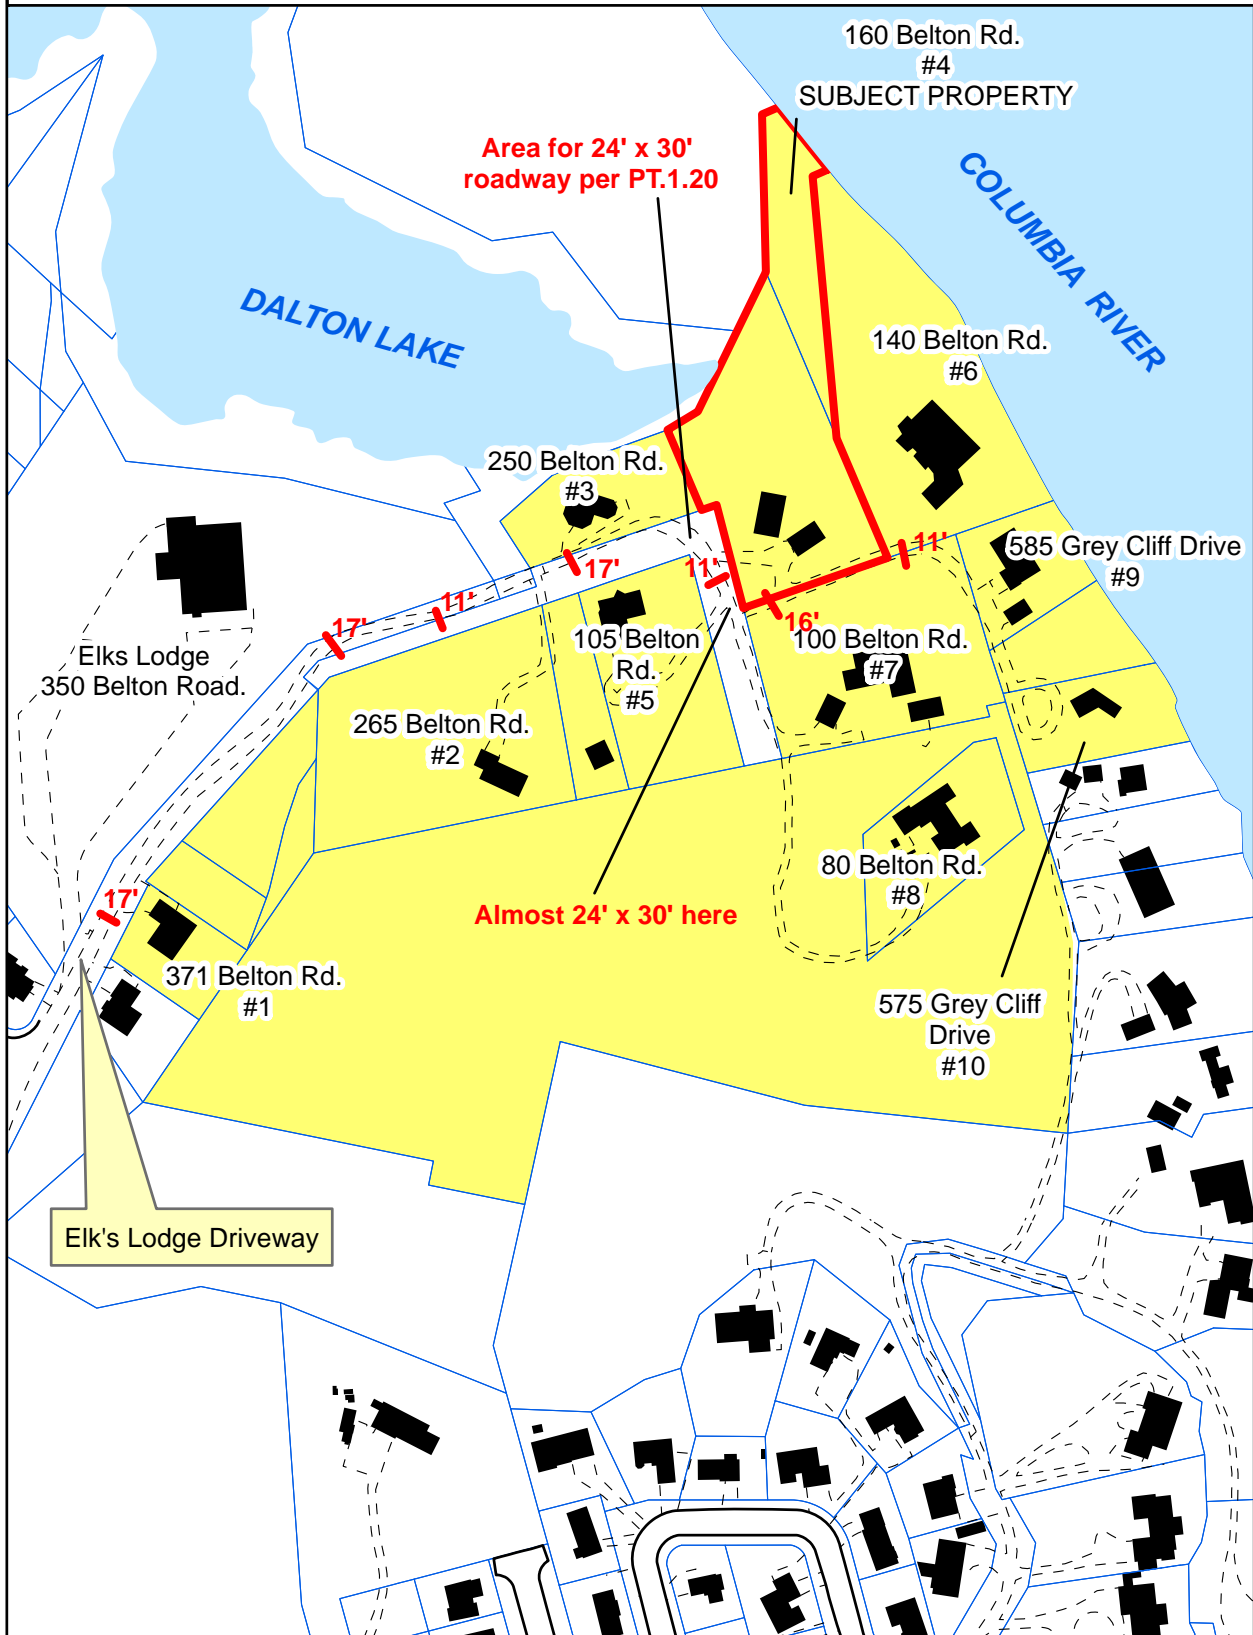 160 Belton Rd.
#4
SUBJECT PROPERTY
Area for 24' x 30'
roadway per PT.1.20
COLUMBIA RIVER
DALTON LAKE
140 Belton Rd.
#6
250 Belton Rd.
#3
17'
11'
11'
585 Grey Cliff Drive
#9
17'
11'
16'
105 Belton
Rd.
#5
100 Belton Rd.
#7
Elks Lodge
350 Belton Road.
265 Belton Rd.
#2
80 Belton Rd.
#8
17'
Almost 24' x 30' here
371 Belton Rd.
#1
575 Grey Cliff
Drive
#10
Elk's Lodge Driveway